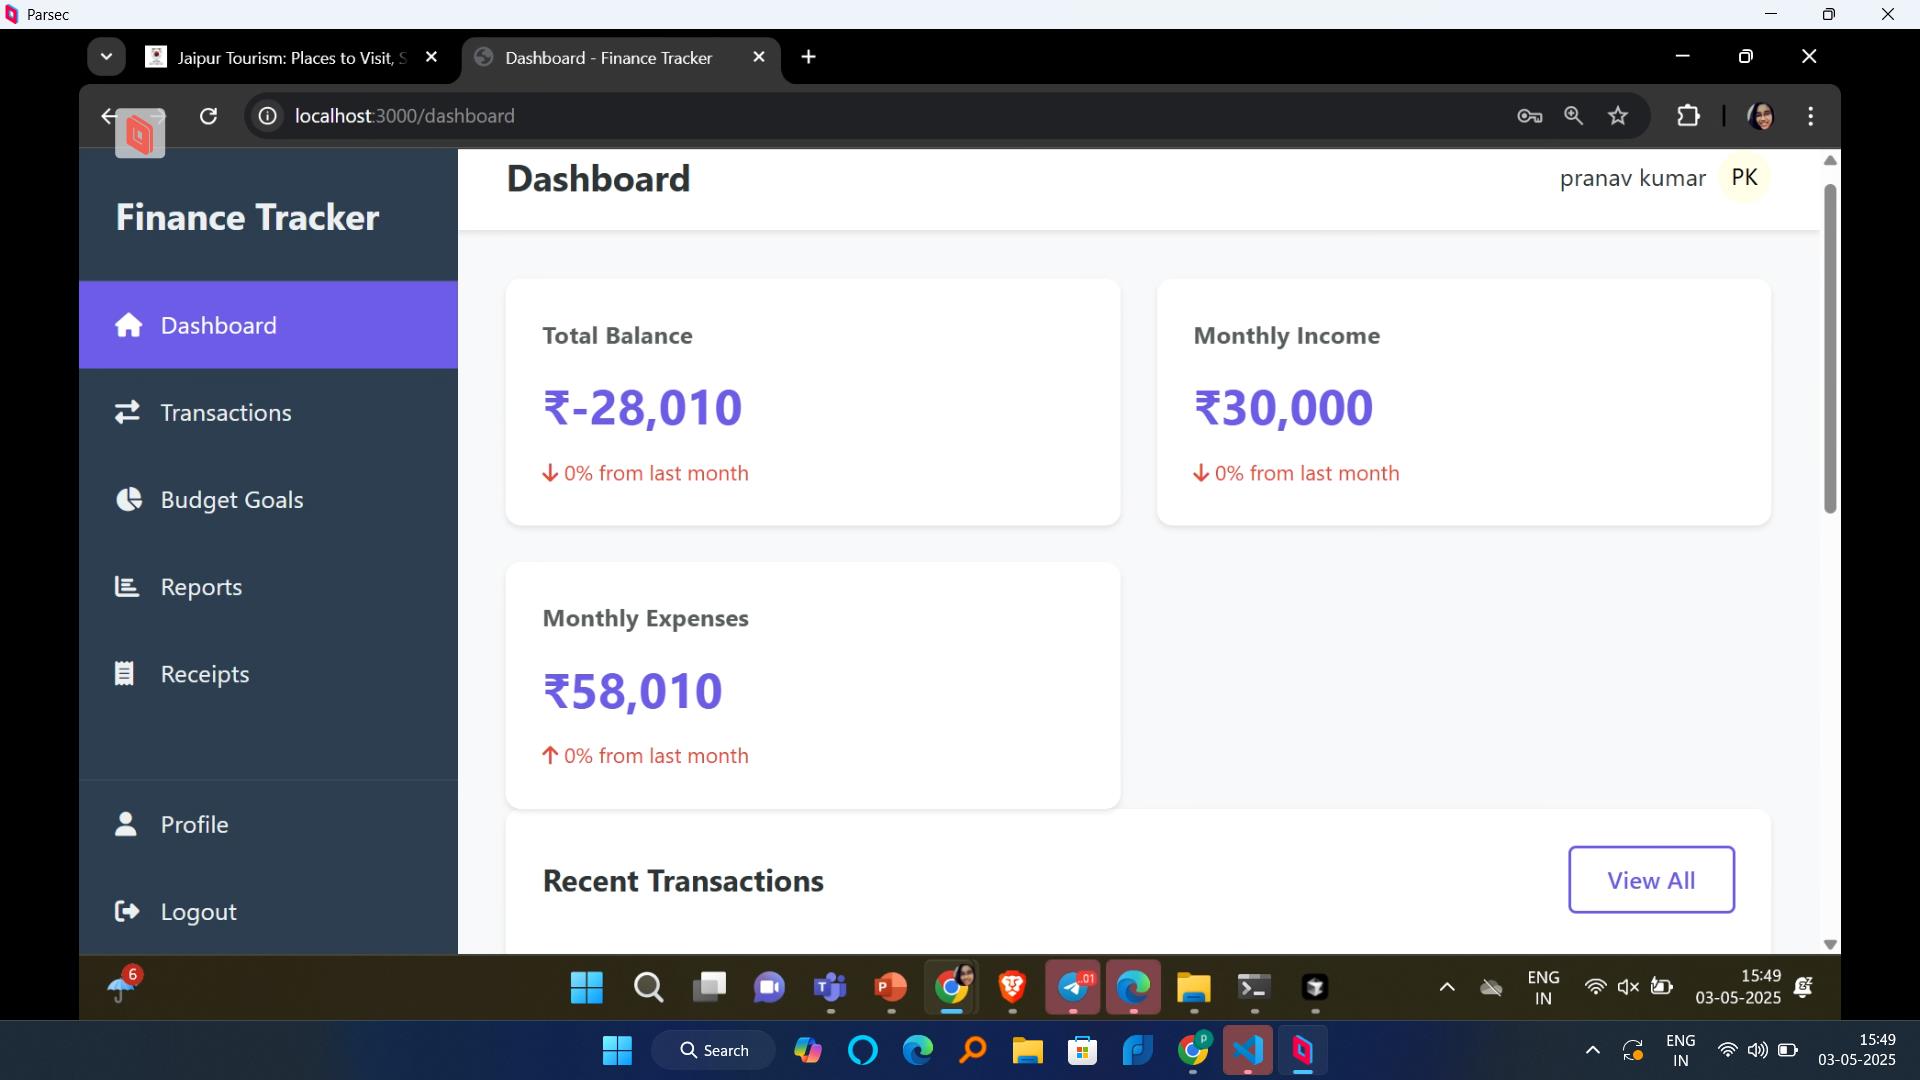 Parsec
Jaipur Tourism: Places to Visit, S
Dashboard - Finance Tracker
localhost:3000/dashboard
Finance Tracker
Dashboard
Transactions
Budget Goals
Reports
Receipts
Profile
Logout
Dashboard
pranav kumar PK
Total Balance
₹-28,010
0% from last month
Monthly Income
₹30,000
0% from last month
Monthly Expenses
₹58,010
0% from last month
Recent Transactions
View All
6
.01
ENG
IN
15:49
03-05-2025
Search
ENG
IN
15:49
03-05-2025